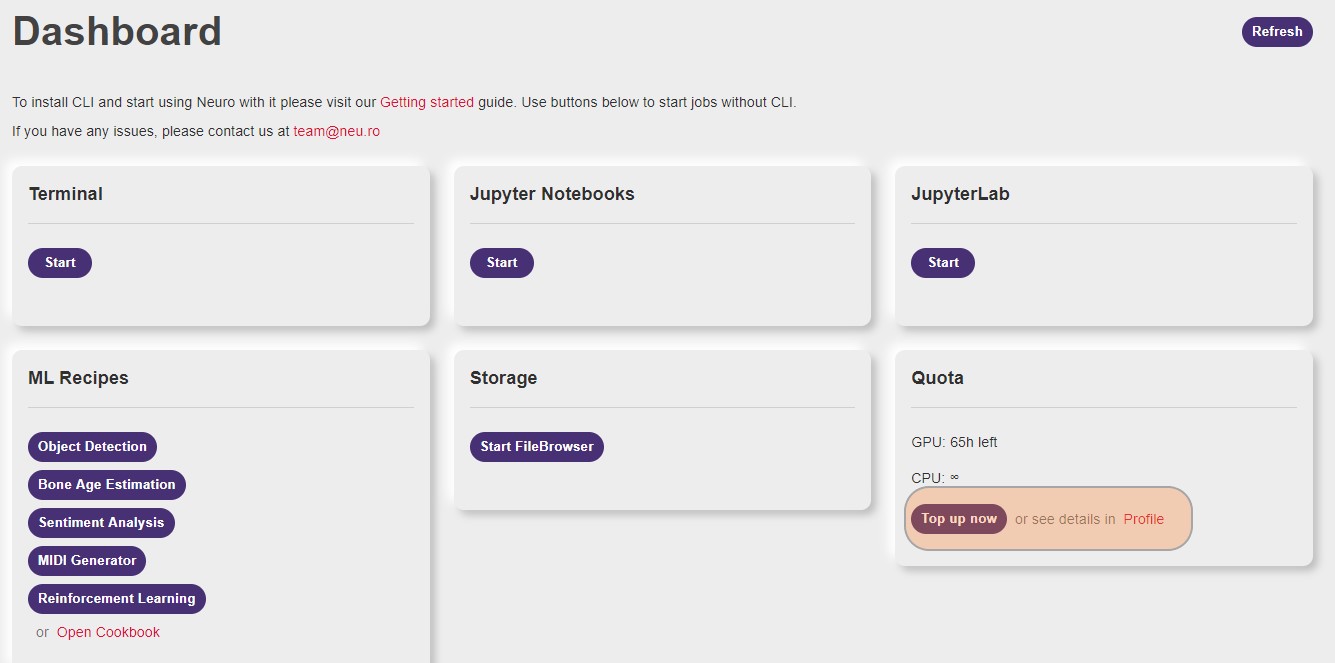 Dashboard
Refresh
To install CLI and start using Neuro with it please visit our Getting started guide. Use buttons below to start jobs without CLI.
If you have any issues, please contact us at team@neu.ro
Terminal
Start
Jupyter Notebooks
Start
JupyterLab
Start
ML Recipes
Object Detection
Bone Age Estimation
Sentiment Analysis
MIDI Generator
Reinforcement Learning
or Open Cookbook
Storage
Start FileBrowser
Quota
GPU: 65h left
CPU: ∞
Top up now or see details in Profile